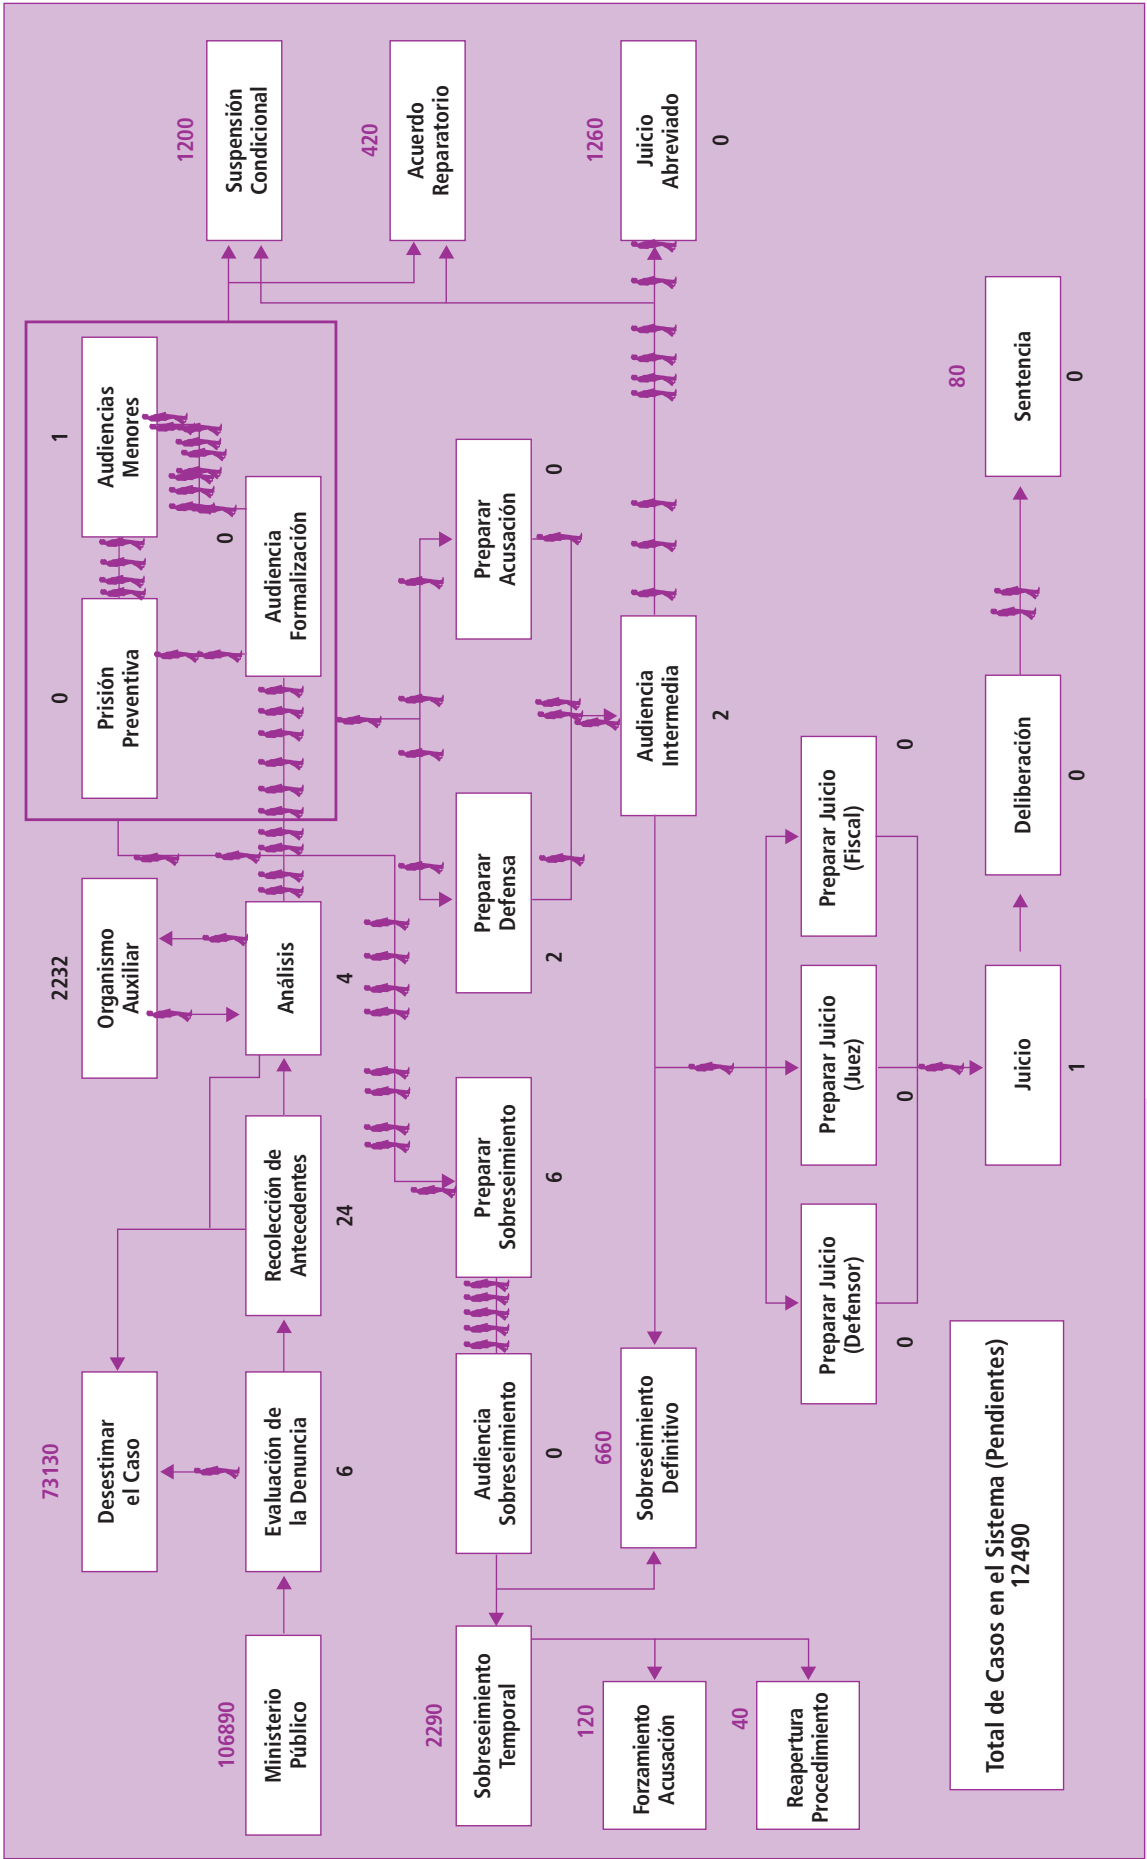 106890
Ministerio
Público
73130
Desestimar
el Caso
Evaluación de
la Denuncia
6
Recolección de
Antecedentes
24
2232
Organismo
Auxiliar
Análisis
4
0
Prisión
Preventiva
1
Audiencias
Menores
0
Audiencia
Formalización
1200
Suspensión
Condicional
420
Acuerdo
Reparatorio
2290
Sobreseimiento
Temporal
Audiencia
Sobreseimiento
0
Preparar
Sobreseimiento
6
Preparar
Defensa
2
Preparar
Acusación
0
120
Forzamiento
Acusación
660
Sobreseimiento
Definitivo
Audiencia
Intermedia
2
1260
Juicio
Abreviado
0
40
Reapertura
Procedimiento
Preparar Juicio
(Defensor)
0
Preparar Juicio
(Juez)
0
Preparar Juicio
(Fiscal)
0
Juicio
1
Deliberación
0
80
Sentencia
0
Total de Casos en el Sistema (Pendientes)
12490